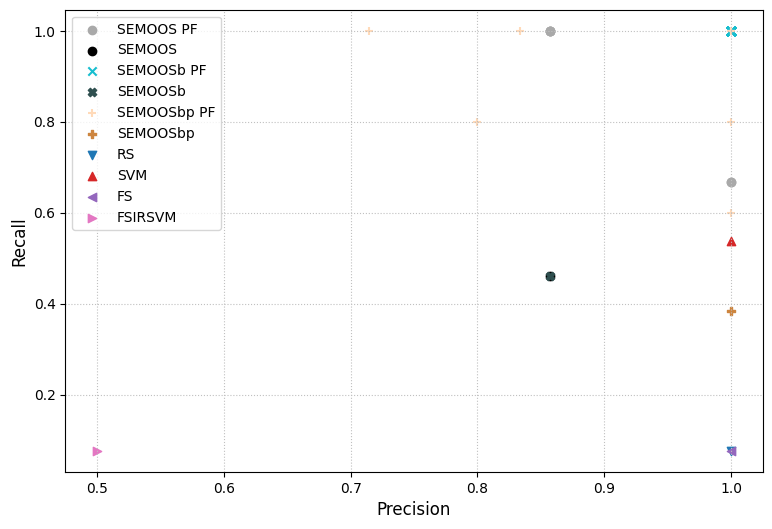 SEMOOS PF
SEMOOS
SEMOOSb PF
SEMOOSb
SEMOOSbp PF
SEMOOSbp
RS
SVM
FS
FSIRSVM
1.0
0.8
0.6
0.4
0.2
Recall
0.5 0.6 0.7 0.8 0.9 1.0
Precision